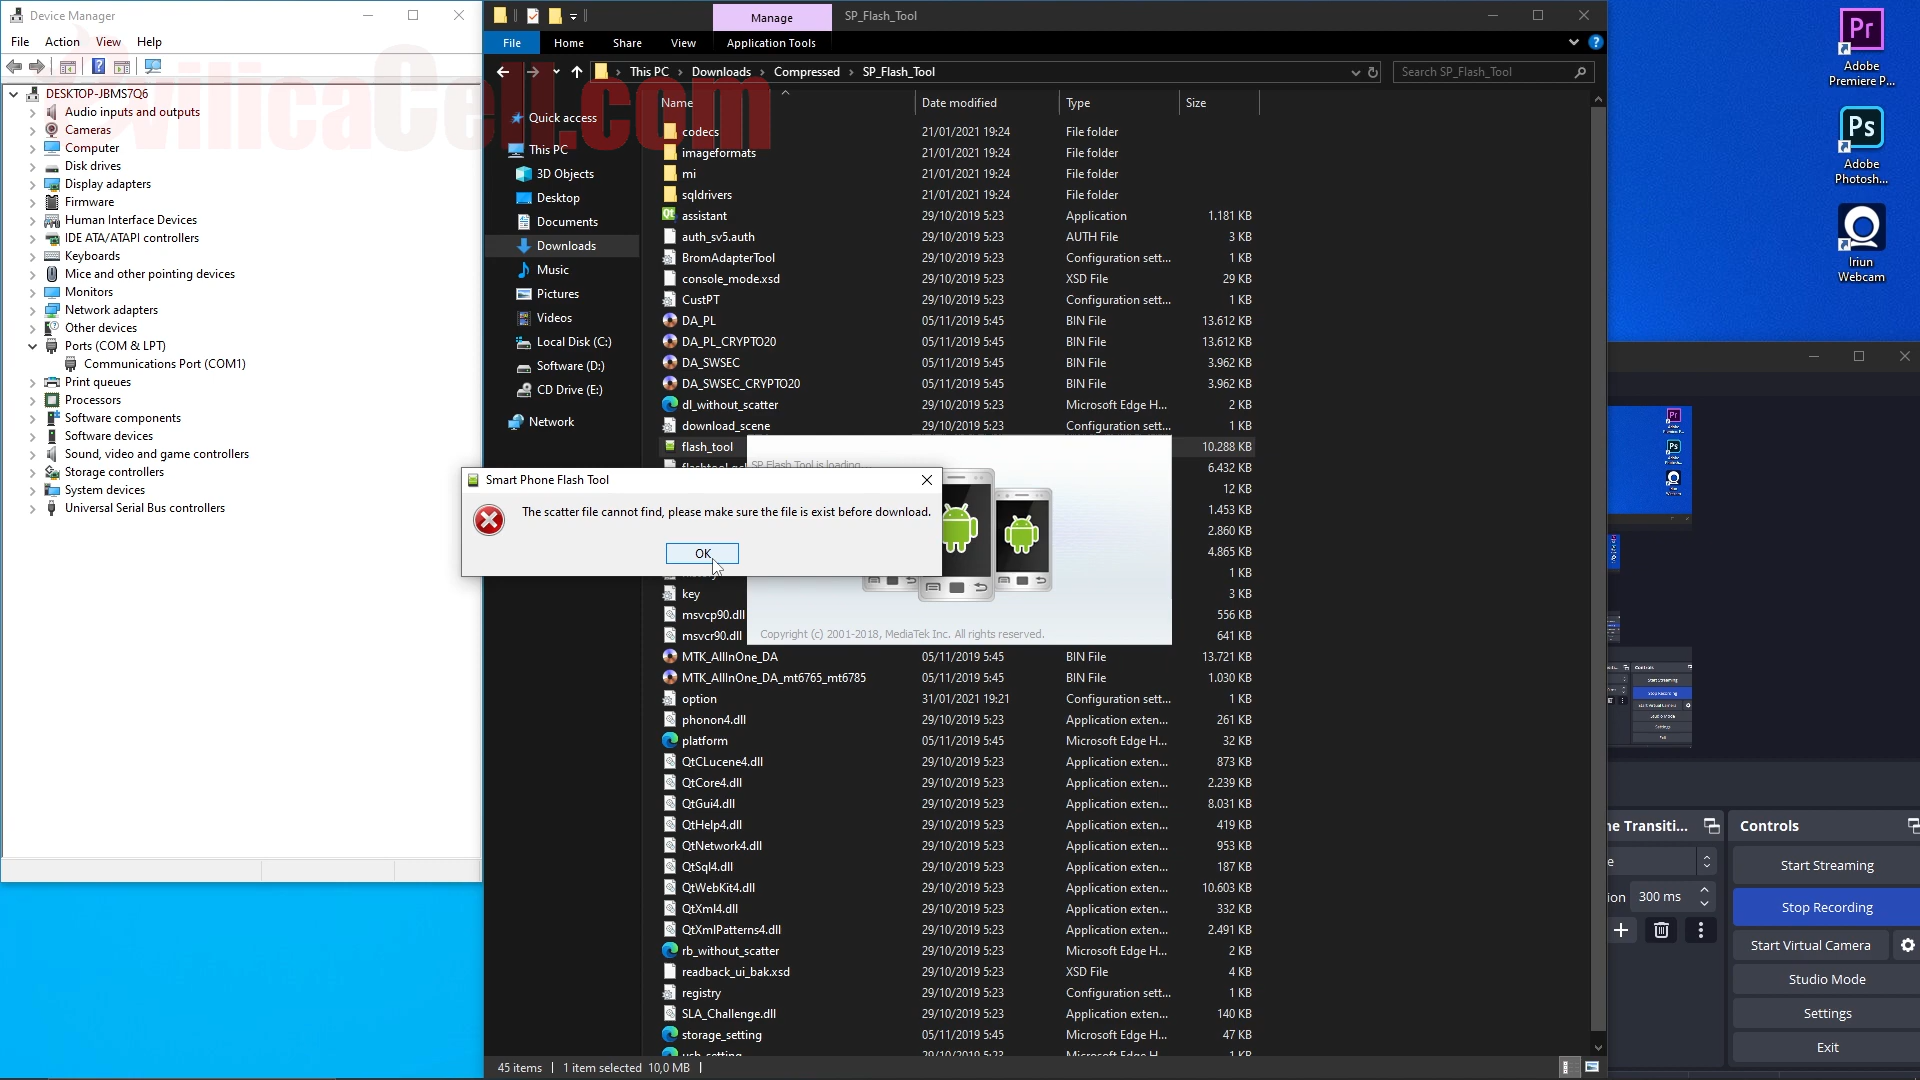 Device Manager
File Action View Help
DESKTOP-JBMS7Q6
Audio inputs and outputs
Cameras
Computer
Disk drives
Display adapters
Firmware
Human Interface Devices
IDE ATA/ATAPI controllers
Keyboards
Mice and other pointing devices
Monitors
Network adapters
Other devices
Ports (COM & LPT)
Communications Port (COM1)
Print queues
Processors
Software components
Software devices
Sound, video and game controllers
Storage controllers
System devices
Universal Serial Bus controllers
wilicaCell.com
Manage SP_Flash_Tool
File Home Share View Application Tools
This PC Downloads Compressed SP_Flash_Tool
Search SP_Flash_Tool
Quick access
This PC
3D Objects
Desktop
Documents
Downloads
Music
Pictures
Videos
Local Disk (C:)
Software (D:)
CD Drive (E:)
Network
Name Date modified Type Size
codecs 21/01/2021 19:24 File folder
imageformats 21/01/2021 19:24 File folder
mi 21/01/2021 19:24 File folder
sqldrivers 21/01/2021 19:24 File folder
assistant 29/10/2019 5:23 Application 1.181 KB
auth_sv5.auth 29/10/2019 5:23 AUTH File 3 KB
BromAdapterTool 29/10/2019 5:23 Configuration sett... 1 KB
console_mode.xsd 29/10/2019 5:23 XSD File 29 KB
CustPT 29/10/2019 5:23 Configuration sett... 1 KB
DA_PL 05/11/2019 5:45 BIN File 13.612 KB
DA_PL_CRYPTO20 05/11/2019 5:45 BIN File 13.612 KB
DA_SWSEC 05/11/2019 5:45 BIN File 3.962 KB
DA_SWSEC_CRYPTO20 05/11/2019 5:45 BIN File 3.962 KB
dl_without_scatter 29/10/2019 5:23 Microsoft Edge H... 2 KB
download_scene 29/10/2019 5:23 Configuration sett... 1 KB
flash_tool 10.288 KB
6.432 KB
12 KB
1.453 KB
2.860 KB
4.865 KB
1 KB
key 3 KB
msvcp90.dll 556 KB
msvcr90.dll 641 KB
MTK_AllInOne_DA 05/11/2019 5:45 BIN File 13.721 KB
MTK_AllInOne_DA_mt6765_mt6785 05/11/2019 5:45 BIN File 1.030 KB
option 31/01/2021 19:21 Configuration sett... 1 KB
phonon4.dll 29/10/2019 5:23 Application exten... 261 KB
platform 05/11/2019 5:45 Microsoft Edge H... 32 KB
QtCLucene4.dll 29/10/2019 5:23 Application exten... 873 KB
QtCore4.dll 29/10/2019 5:23 Application exten... 2.239 KB
QtGui4.dll 29/10/2019 5:23 Application exten... 8.031 KB
QtHelp4.dll 29/10/2019 5:23 Application exten... 419 KB
QtNetwork4.dll 29/10/2019 5:23 Application exten... 953 KB
QtSql4.dll 29/10/2019 5:23 Application exten... 187 KB
QtWebKit4.dll 29/10/2019 5:23 Application exten... 10.603 KB
QtXml4.dll 29/10/2019 5:23 Application exten... 332 KB
QtXmlPatterns4.dll 29/10/2019 5:23 Application exten... 2.491 KB
rb_without_scatter 29/10/2019 5:23 Microsoft Edge H... 2 KB
readback_ui_bak.xsd 29/10/2019 5:23 XSD File 4 KB
registry 29/10/2019 5:23 Configuration sett... 1 KB
SLA_Challenge.dll 29/10/2019 5:23 Application exten... 140 KB
storage_setting 05/11/2019 5:45 Microsoft Edge H... 47 KB
45 items 1 item selected 10,0 MB
SP Flash Tool is loading
Copyright (c) 2001-2018, MediaTek Inc. All rights reserved.
Smart Phone Flash Tool
The scatter file cannot find, please make sure the file is exist before download.
OK
Pr
Adobe
Premiere P...
Ps
Adobe
Photosh...
Iriun
Webcam
ne Transiti...
e
ion 300 ms
Controls
Start Streaming
Stop Recording
Start Virtual Camera
Studio Mode
Settings
Exit